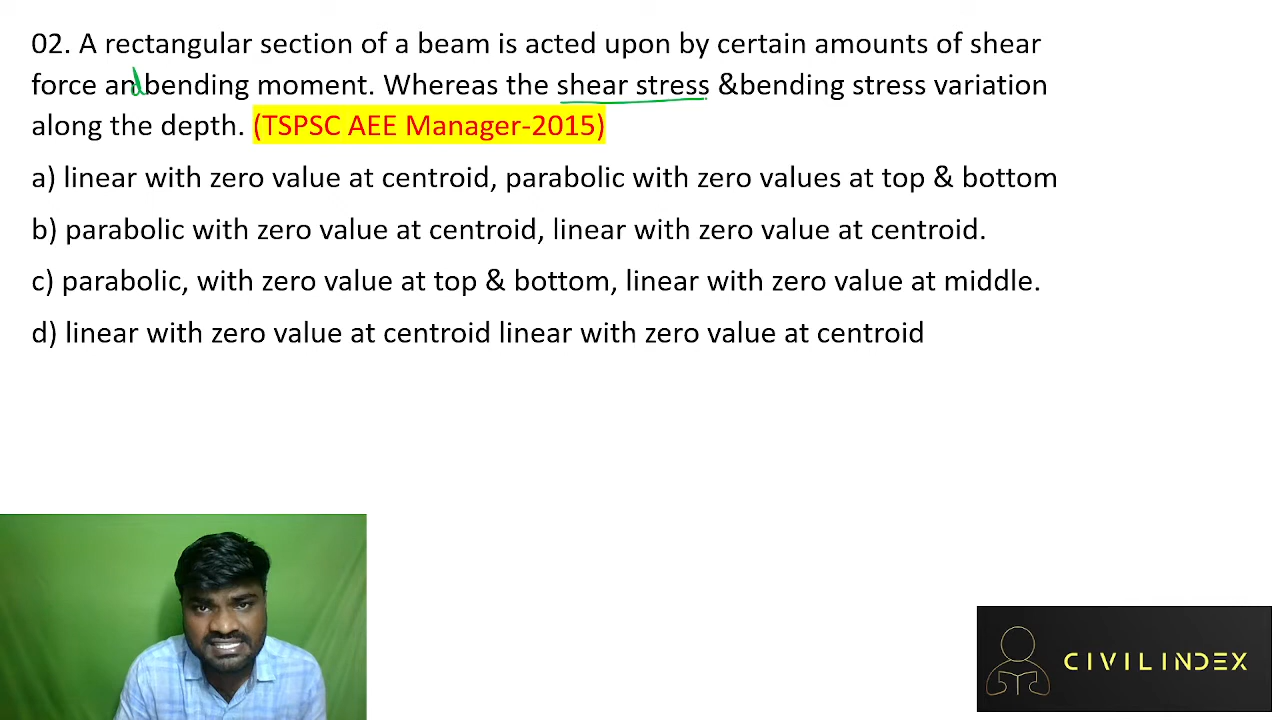 02. A rectangular section of a beam is acted upon by certain amounts of shear
force and bending moment. Whereas the shear stress &bending stress variation
along the depth. (TSPSC AEE Manager-2015)
a) linear with zero value at centroid, parabolic with zero values at top & bottom
b) parabolic with zero value at centroid, linear with zero value at centroid.
c) parabolic, with zero value at top & bottom, linear with zero value at middle.
d) linear with zero value at centroid linear with zero value at centroid
CIVILINDEX